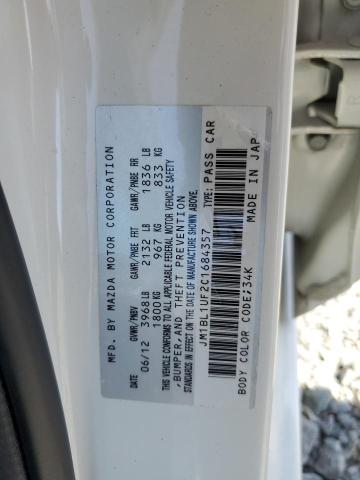 MFD. BY MAZDA MOTOR CORPORATION
GVWR/PNBV GAWR/PNBE FRT GAWR/PNBE RR
06/12 3968 LB 2132 LB 1836 LB
1800 KG 967 KG 833 KG
THIS VEHICLE CONFORMS TO ALL APPLICABLE FEDERAL MOTOR VEHICLE SAFETY
,BUMPER,AND THEFT PREVENTION
STANDARDS IN EFFECT ON THE DATE OF MANUFACTURE SHOWN ABOVE.
JM1BL1UF2C1684357 TYPE: PASS CAR
BODY COLOR CODE;34K MADE IN JAP